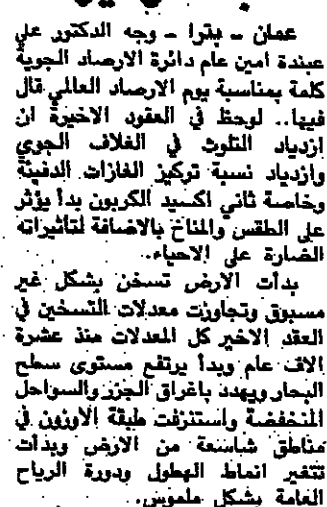 عمان - بترا - وجه الدكتور علي
عبندة امين عام دائرة الارصاد الجوية
كلمة بمناسبة يوم الارصاد العالمي قال
فيها.. لوحظ في العقود الاخيرة ان
ازدياد التلوث في الغلاف الجوي
وازدياد نسبة تركيز الغازات الدفيئة
وخاصة ثاني اكسيد الكربون بدأ يؤثر
على الطقس والمناخ بالاضافة لتأثيراته
الضارة على الاحياء.
بدأت الارض تسخن بشكل غير
مسبوق وتجاوزت معدلات التسخين في
العقد الاخير كل المعدلات منذ عشرة
الاف عام وبدأ يرتفع مستوى سطح
البحار ويهدد باغراق الجزر والسواحل
المنخفضة واستنزفت طبقة الاوزون في
مناطق شاسعة من الارض وبدأت
تتغير انماط الهطول ودورة الرياح
العامة بشكل ملموس.